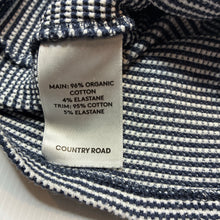 MAIN: 96% ORGANIC
COTTON
4% ELASTANE
TRIM: 95% COTTON
5% ELASTANE
COUNTRY ROAD